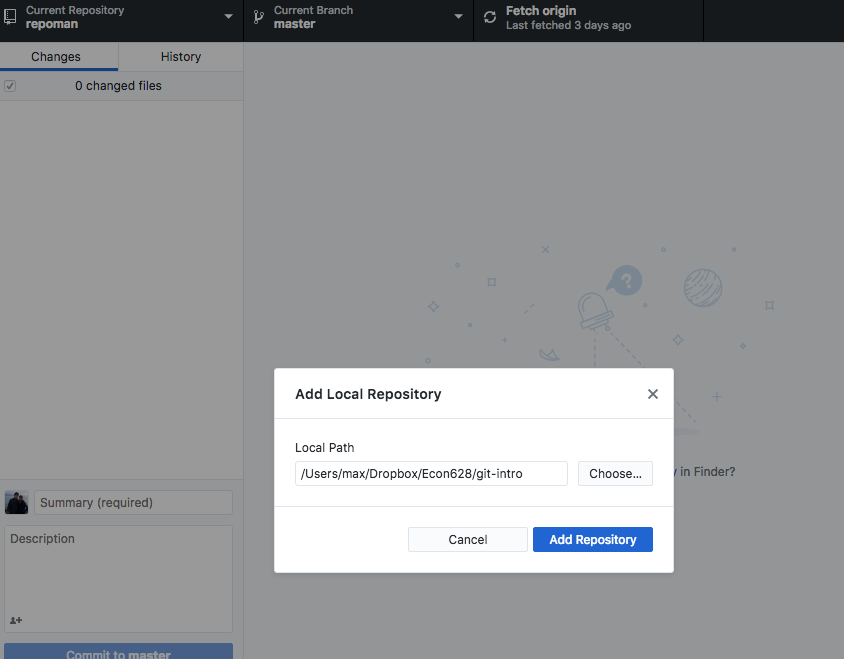 Current Repository
repoman
Current Branch
master
Fetch origin
Last fetched 3 days ago
Changes
History
0 changed files
?
Add Local Repository
Local Path
/Users/max/Dropbox/Econ628/git-intro
Choose...
y in Finder?
Cancel
Add Repository
Summary (required)
Description
Commit to master